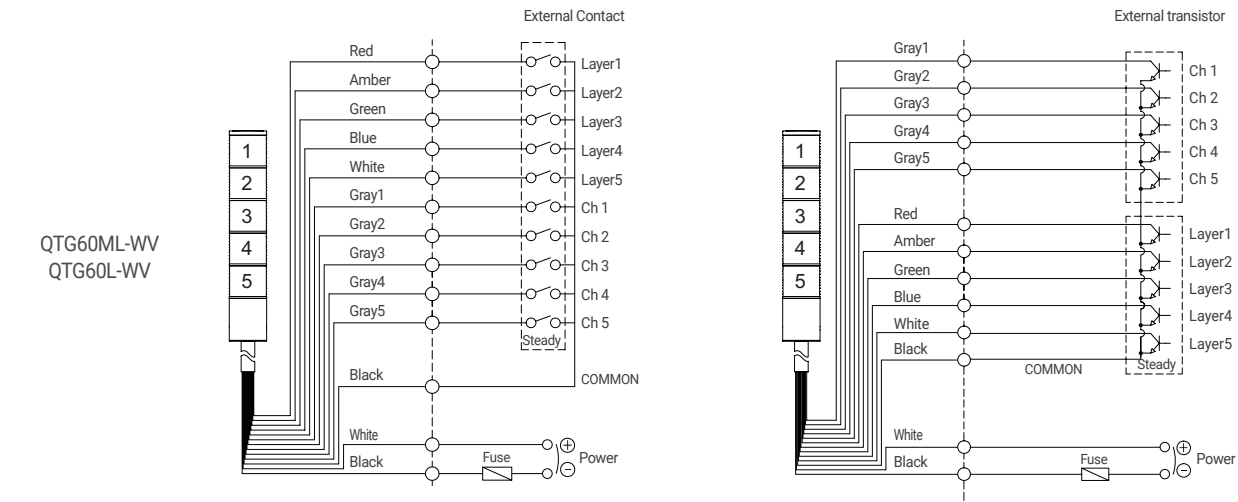 QTG60ML-WV
QTG60L-WV
External Contact
Red
Layer1
Amber
Layer2
Green
Layer3
Blue
Layer4
White
Layer5
Gray1
Ch 1
Gray2
Ch 2
Gray3
Ch 3
Gray4
Ch 4
Gray5
Ch 5
Steady
Black
COMMON
White
Black
Fuse
Power
1
2
3
4
5
External transistor
Gray1
Ch 1
Gray2
Ch 2
Gray3
Ch 3
Gray4
Ch 4
Gray5
Ch 5
Red
Layer1
Amber
Layer2
Green
Layer3
Blue
Layer4
White
Layer5
Black
COMMON
Steady
White
Black
Fuse
Power
1
2
3
4
5